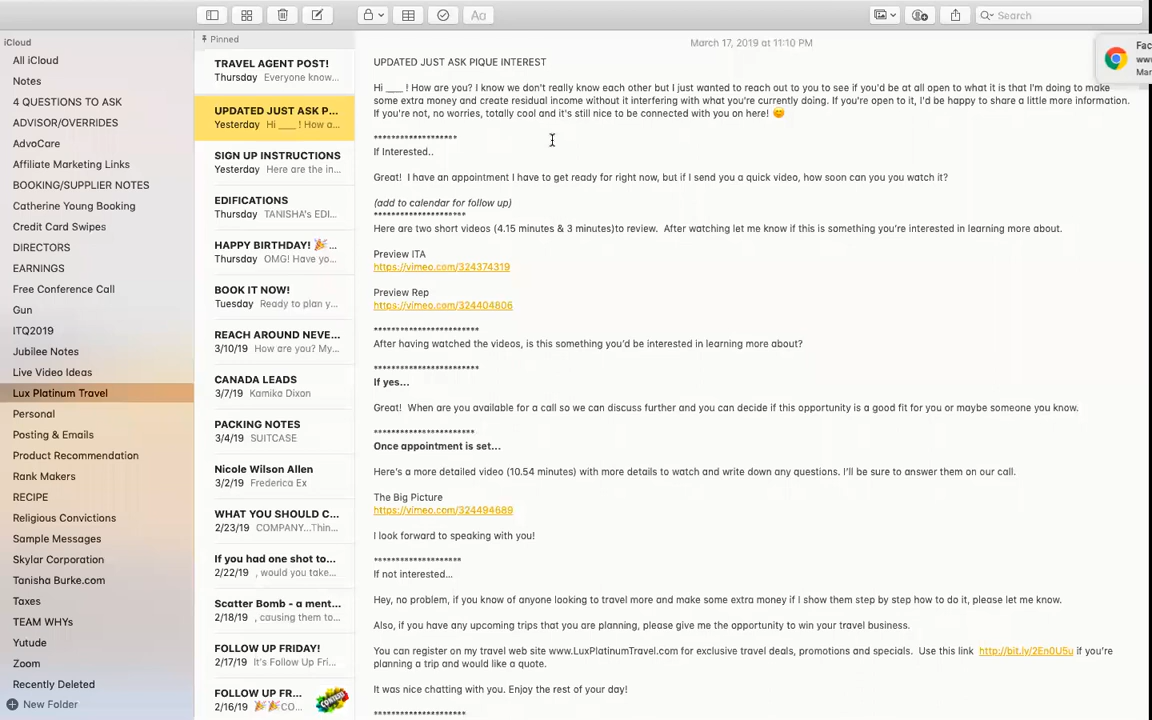 Aa
Search
iCloud
All iCloud
Notes
4 QUESTIONS TO ASK
ADVISOR/OVERRIDES
AvoCare
Affiliate Marketing Links
BOOKING/SUPPLIER NOTES
Catherine Young Booking
Credit Card Swipes
DIRECTORS
EARNINGS
Free Conference Call
Gun
ITQ2019
Jubilee Notes
Live Video Ideas
Lux Platinum Travel
Personal
Posting & Emails
Product Recommendation
Rank Makers
RECIPE
Religious Convictions
Sample Messages
Skylar Corporation
Tanisha Burke.com
Taxes
TEAM WHYs
Yutude
Zoom
Recently Deleted
New Folder
Pinned
TRAVEL AGENT POST!
Thursday Everyone know...
UPDATED JUST ASK P...
Yesterday Hi ___ ! How a...
SIGN UP INSTRUCTIONS
Yesterday Here are the in...
EDIFICATIONS
Thursday TANISHA's EDI...
HAPPY BIRTHDAY! 🎉...
Thursday OMG! Have yo...
BOOK IT NOW!
Tuesday Ready to plan y...
REACH AROUND NEVE...
3/10/19 How are you? My...
CANADA LEADS
3/7/19 Kamika Dixon
PACKING NOTES
3/4/19 SUITCASE
Nicole Wilson Allen
3/2/19 Frederica Ex
WHAT YOU SHOULD C...
2/23/19 COMPANY...Thin...
If you had one shot to...
2/22/19 , would you take...
Scatter Bomb - a ment...
2/18/19 , causing them to...
FOLLOW UP FRIDAY!
2/17/19 It's Follow Up Fri...
FOLLOW UP FR...
2/16/19 🎉🎉CO...
March 17, 2019 at 11:10 PM
UPDATED JUST ASK PIQUE INTEREST
Hi ___ ! How are you? I know we don't really know each other but I just wanted to reach out to you to see if you'd be at all open to what it is that I'm doing to make
some extra money and create residual income without it interfering with what you're currently doing. If you're open to it, I'd be happy to share a little more information.
If you're not, no worries, totally cool and it's still nice to be connected with you on here! 😊
*******************
If Interested..
Great! I have an appointment I have to get ready for right now, but if I send you a quick video, how soon can you you watch it?
(add to calendar for follow up)
*********************
Here are two short videos (4.15 minutes & 3 minutes)to review. After watching let me know if this is something you're interested in learning more about.
Preview ITA
https://vimeo.com/324374319
Preview Rep
https://vimeo.com/324404806
************************
After having watched the videos, is this something you'd be interested in learning more about?
************************
If yes...
Great! When are you available for a call so we can discuss further and you can decide if this opportunity is a good fit for you or maybe someone you know.
***********************
Once appointment is set...
Here's a more detailed video (10.54 minutes) with more details to watch and write down any questions. I'll be sure to answer them on our call.
The Big Picture
https://vimeo.com/324494689
I look forward to speaking with you!
********************
If not interested...
Hey, no problem, if you know of anyone looking to travel more and make some extra money if I show them step by step how to do it, please let me know.
Also, if you have any upcoming trips that you are planning, please give me the opportunity to win your travel business.
You can register on my travel web site www.LuxPlatinumTravel.com for exclusive travel deals, promotions and specials. Use this link http://bit.ly/2En0U5u if you're
planning a trip and would like a quote.
It was nice chatting with you. Enjoy the rest of your day!
*********************
Fac
www
Mar